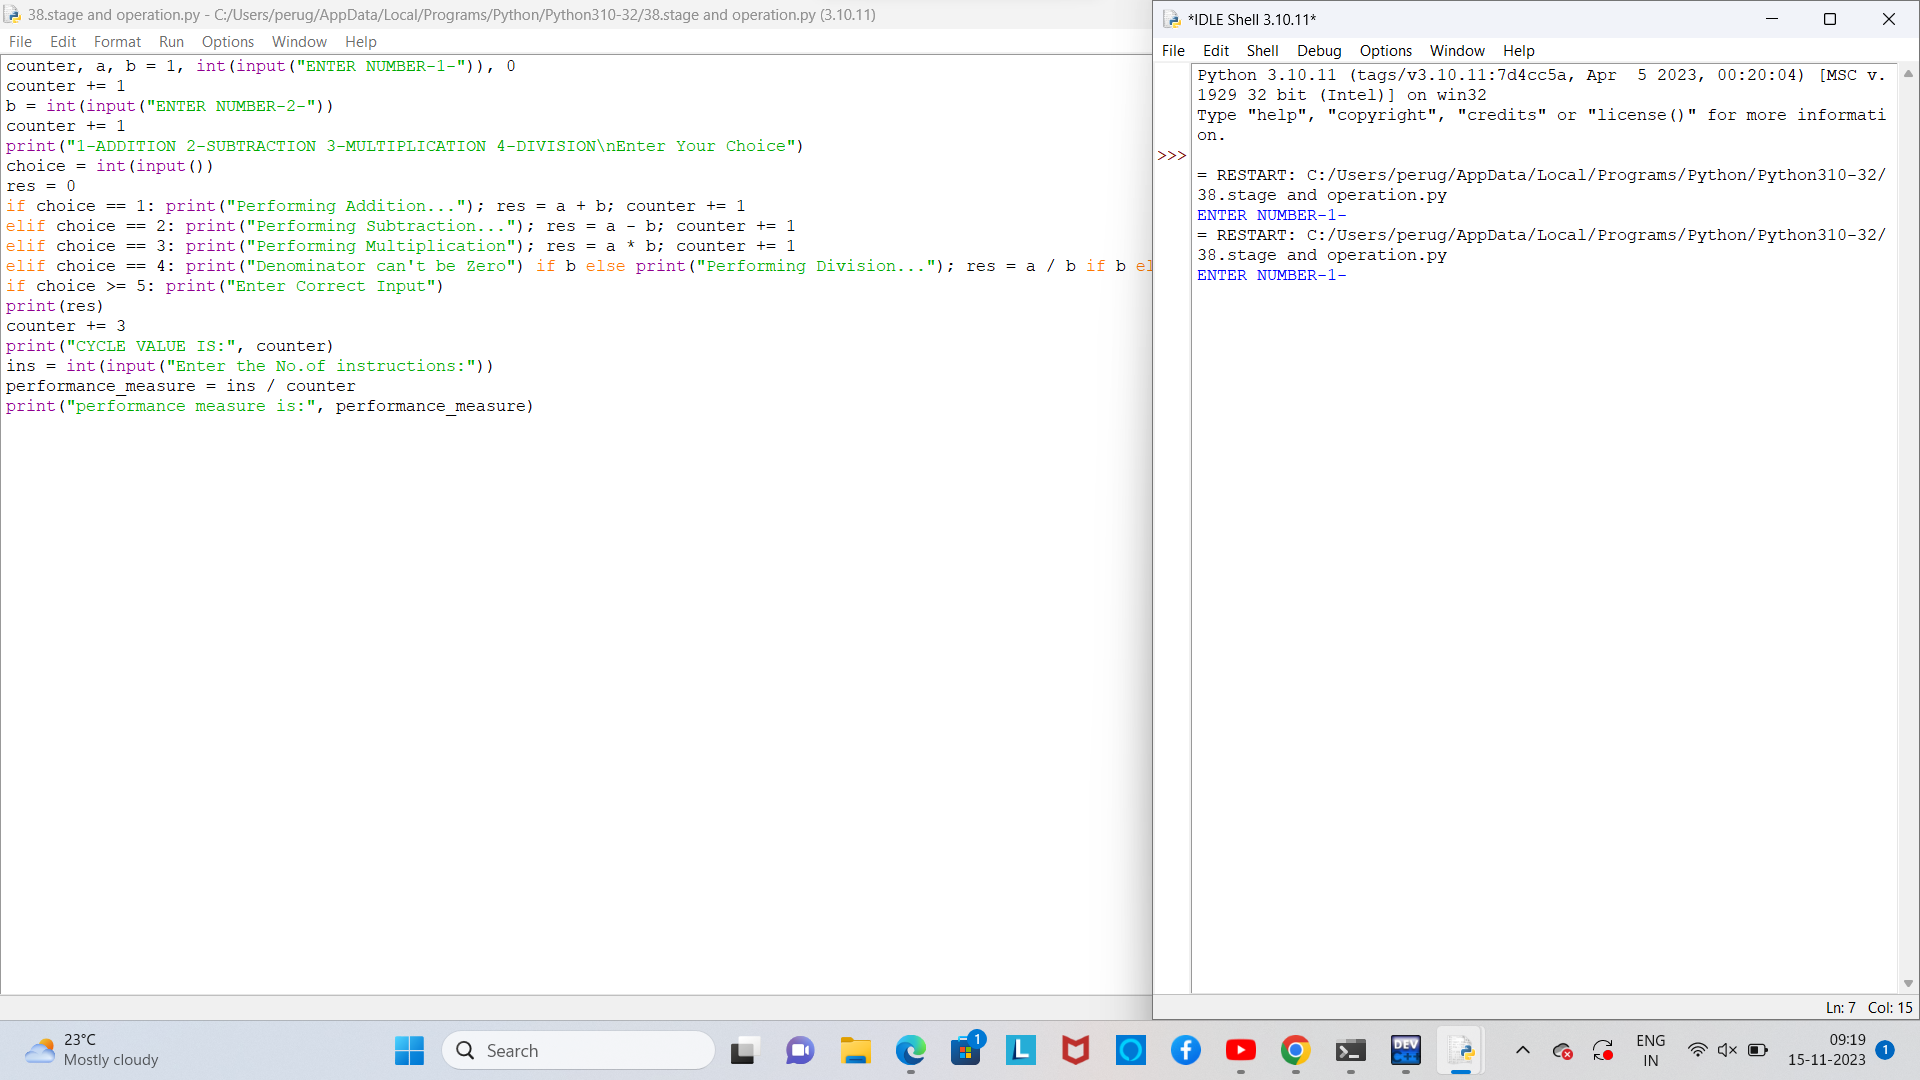 38.stage and operation.py - C:/Users/perug/AppData/Local/Programs/Python/Python310-32/38.stage and operation.py (3.10.11)
File Edit Format Run Options Window Help
counter, a, b = 1, int(input("ENTER NUMBER-1-")), 0
counter += 1
b = int(input("ENTER NUMBER-2-"))
counter += 1
print("1-ADDITION 2-SUBTRACTION 3-MULTIPLICATION 4-DIVISION\nEnter Your Choice")
choice = int(input())
res = 0
if choice == 1: print("Performing Addition..."); res = a + b; counter += 1
elif choice == 2: print("Performing Subtraction..."); res = a - b; counter += 1
elif choice == 3: print("Performing Multiplication"); res = a * b; counter += 1
elif choice == 4: print("Denominator can't be Zero") if b else print("Performing Division..."); res = a / b if b el
if choice >= 5: print("Enter Correct Input")
print(res)
counter += 3
print("CYCLE VALUE IS:", counter)
ins = int(input("Enter the No.of instructions:"))
performance_measure = ins / counter
print("performance measure is:", performance_measure)
*IDLE Shell 3.10.11*
File Edit Shell Debug Options Window Help
Python 3.10.11 (tags/v3.10.11:7d4cc5a, Apr  5 2023, 00:20:04) [MSC v.
1929 32 bit (Intel)] on win32
Type "help", "copyright", "credits" or "license()" for more informati
on.
>>>
= RESTART: C:/Users/perug/AppData/Local/Programs/Python/Python310-32/
38.stage and operation.py
ENTER NUMBER-1-
= RESTART: C:/Users/perug/AppData/Local/Programs/Python/Python310-32/
38.stage and operation.py
ENTER NUMBER-1-
Ln: 7 Col: 15
23°C
Mostly cloudy
Search
1
L
DEV
C++
ENG
IN
09:19
15-11-2023
1